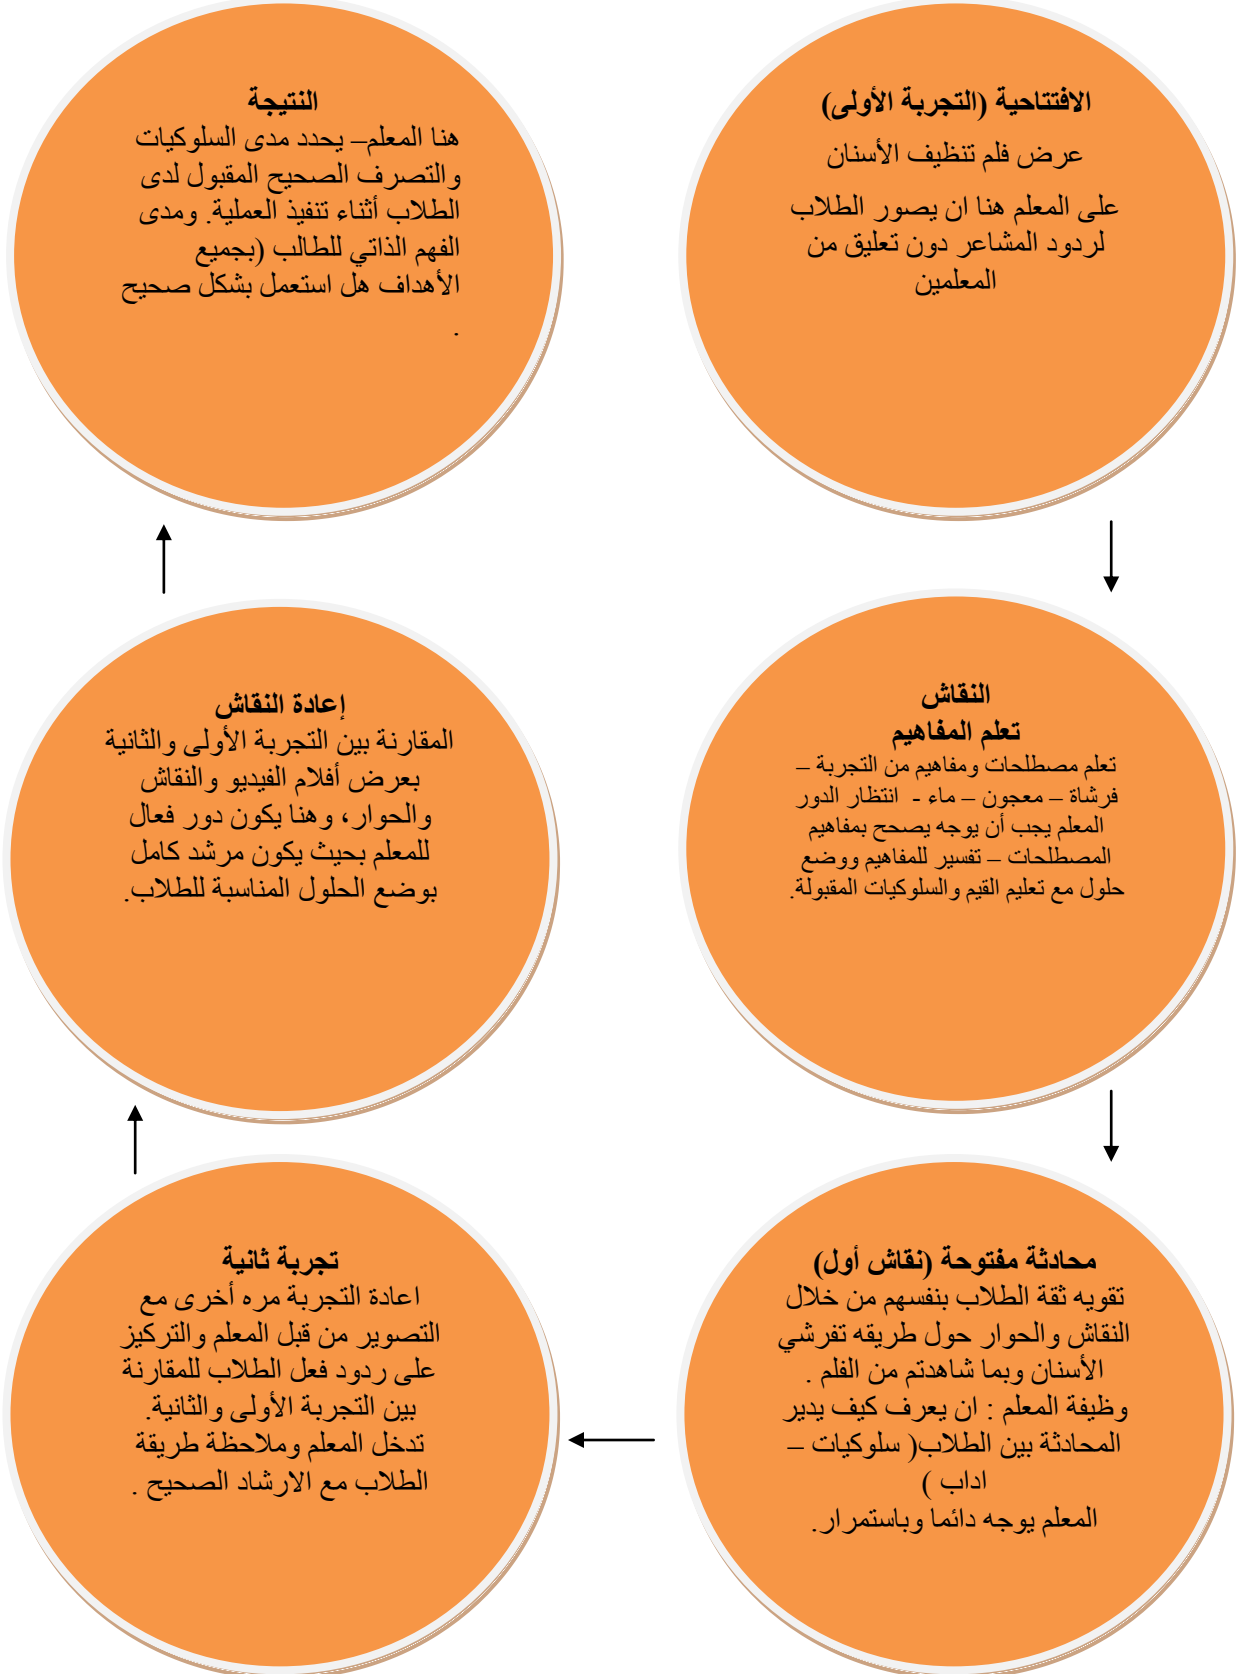 الافتتاحية (التجربة الأولى)
عرض فلم تنظيف الأسنان
على المعلم هنا ان يصور الطلاب
لردود المشاعر دون تعليق من
المعلمين
النقاش
تعلم المفاهيم
تعلم مصطلحات ومفاهيم من التجربة –
فرشاة – معجون – ماء - انتظار الدور
المعلم يجب أن يوجه يصحح بمفاهيم
المصطلحات – تفسير للمفاهيم ووضع
حلول مع تعليم القيم والسلوكيات المقبولة.
محادثة مفتوحة (نقاش أول)
تقويه ثقة الطلاب بنفسهم من خلال
النقاش والحوار حول طريقه تفرشي
الأسنان وبما شاهدتم من الفلم .
وظيفة المعلم : ان يعرف كيف يدير
المحادثة بين الطلاب( سلوكيات –
اداب )
المعلم يوجه دائما وباستمرار.
تجربة ثانية
اعادة التجربة مره أخرى مع
التصوير من قبل المعلم والتركيز
على ردود فعل الطلاب للمقارنة
بين التجربة الأولى والثانية.
تدخل المعلم وملاحظة طريقة
الطلاب مع الارشاد الصحيح .
إعادة النقاش
المقارنة بين التجربة الأولى والثانية
بعرض أفلام الفيديو والنقاش
والحوار، وهنا يكون دور فعال
للمعلم بحيث يكون مرشد كامل
بوضع الحلول المناسبة للطلاب.
النتيجة
هنا المعلم– يحدد مدى السلوكيات
والتصرف الصحيح المقبول لدى
الطلاب أثناء تنفيذ العملية. ومدى
الفهم الذاتي للطالب (بجميع
الأهداف هل استعمل بشكل صحيح
.